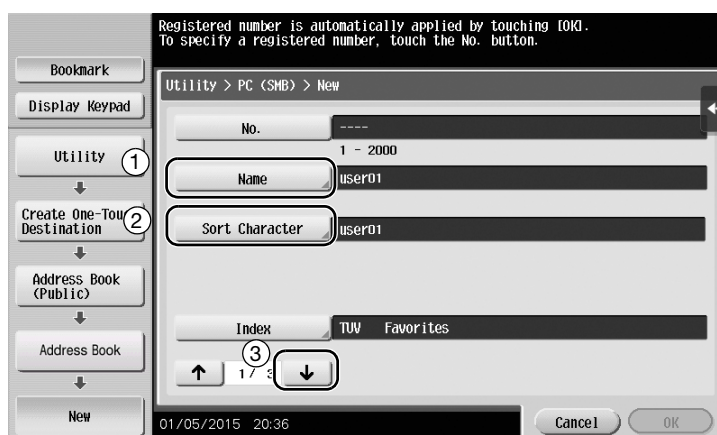 Registered number is automatically applied by touching [OK].
To specify a registered number, touch the No. button.
Bookmark
Display Keypad
Utility
1
Create One-Tou
2
Destination
Address Book
(Public)
Address Book
New
Utility > PC (SMB) > New
No.
----
1 - 2000
Name
user01
Sort Character
user01
Index
TUV Favorites
3
1/ 3
01/05/2015 20:36
Cancel
OK